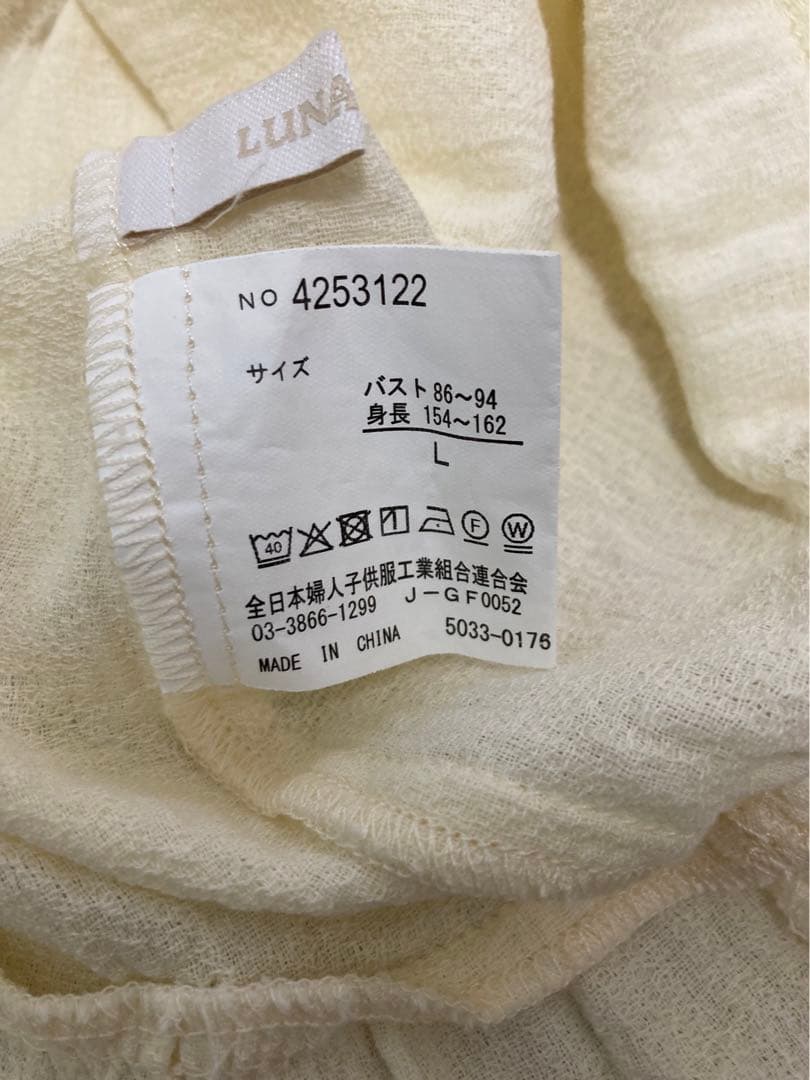 LUNA
NO 4253122
サイズ
バスト 86～94
身長 154～162
L
40 F W
全日本婦人子供服工業組合連合会
03-3866-1299 J-GF0052
MADE IN CHINA 5033-0176